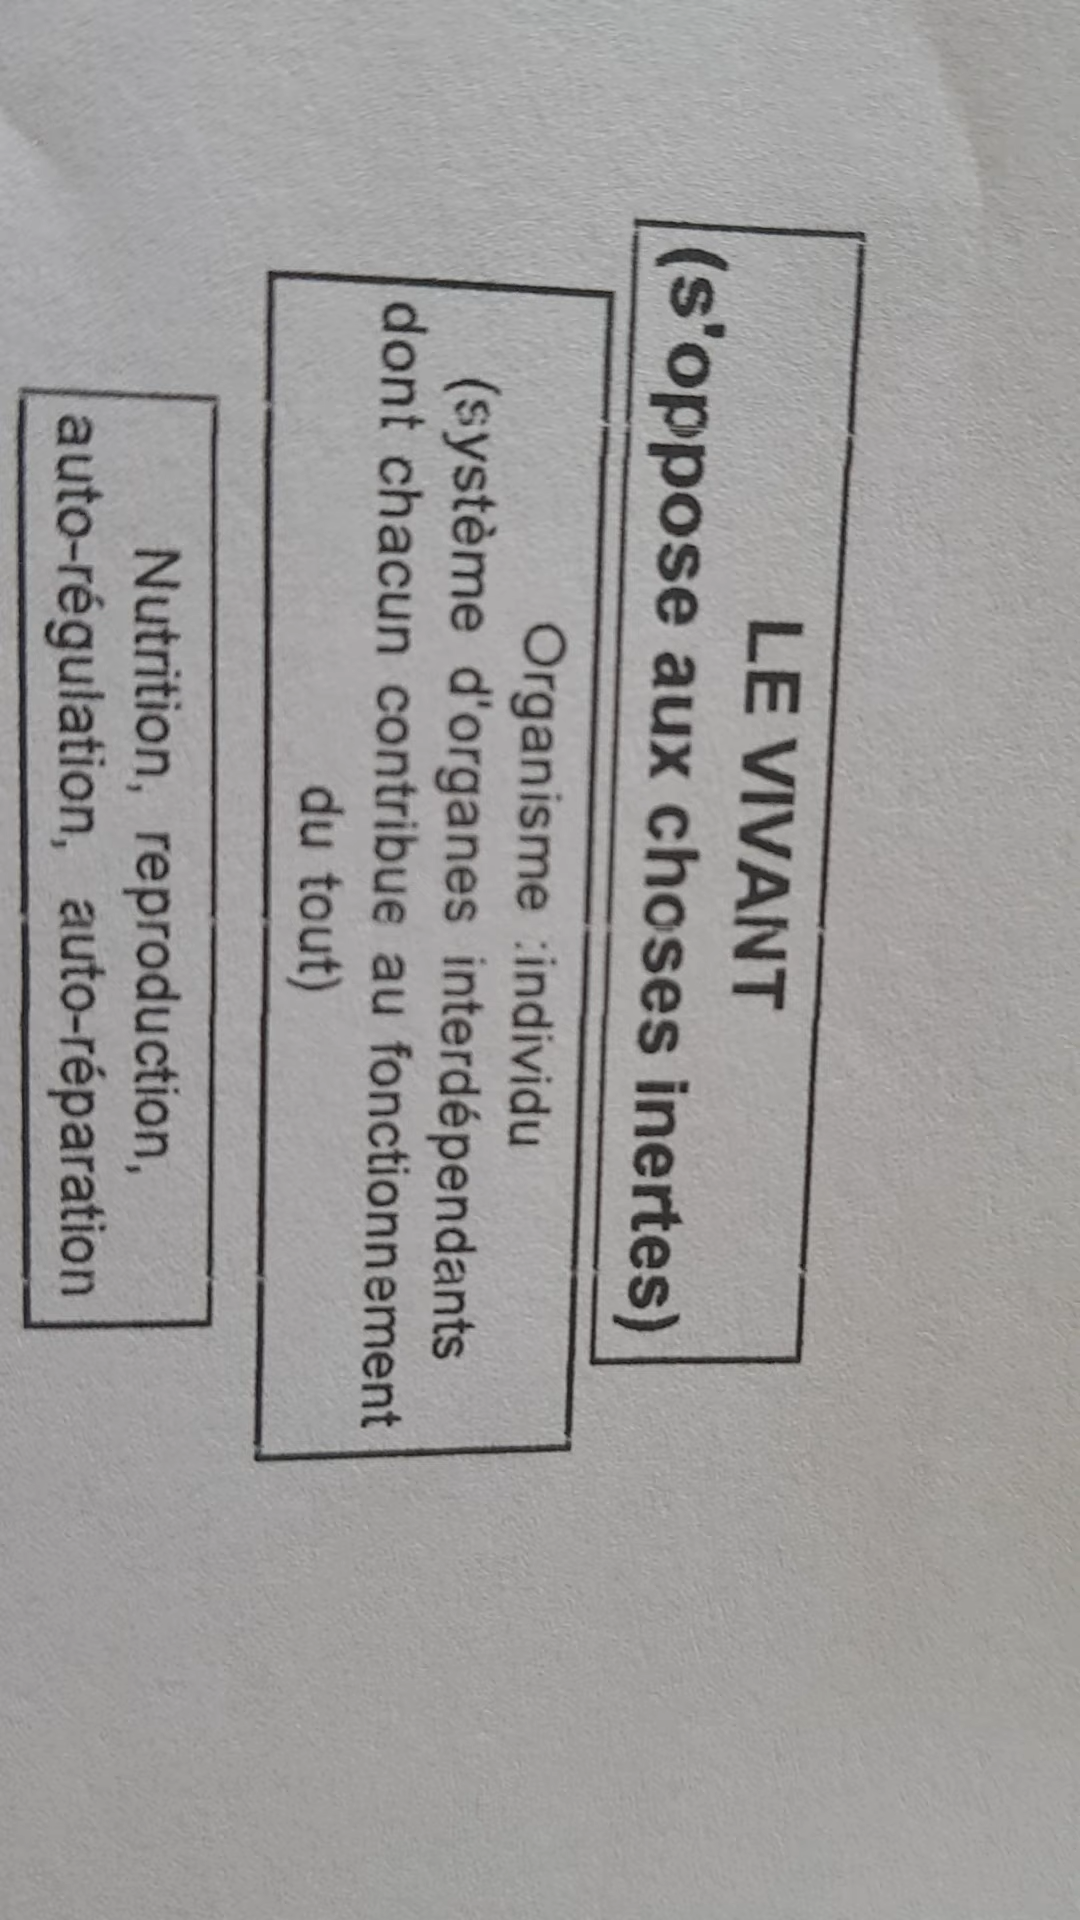 LE VIVANT
(s'oppose aux choses inertes)
Organisme :individu
(système d'organes interdépendants
dont chacun contribue au fonctionnement
du tout)
Nutrition, reproduction,
auto-régulation, auto-réparation